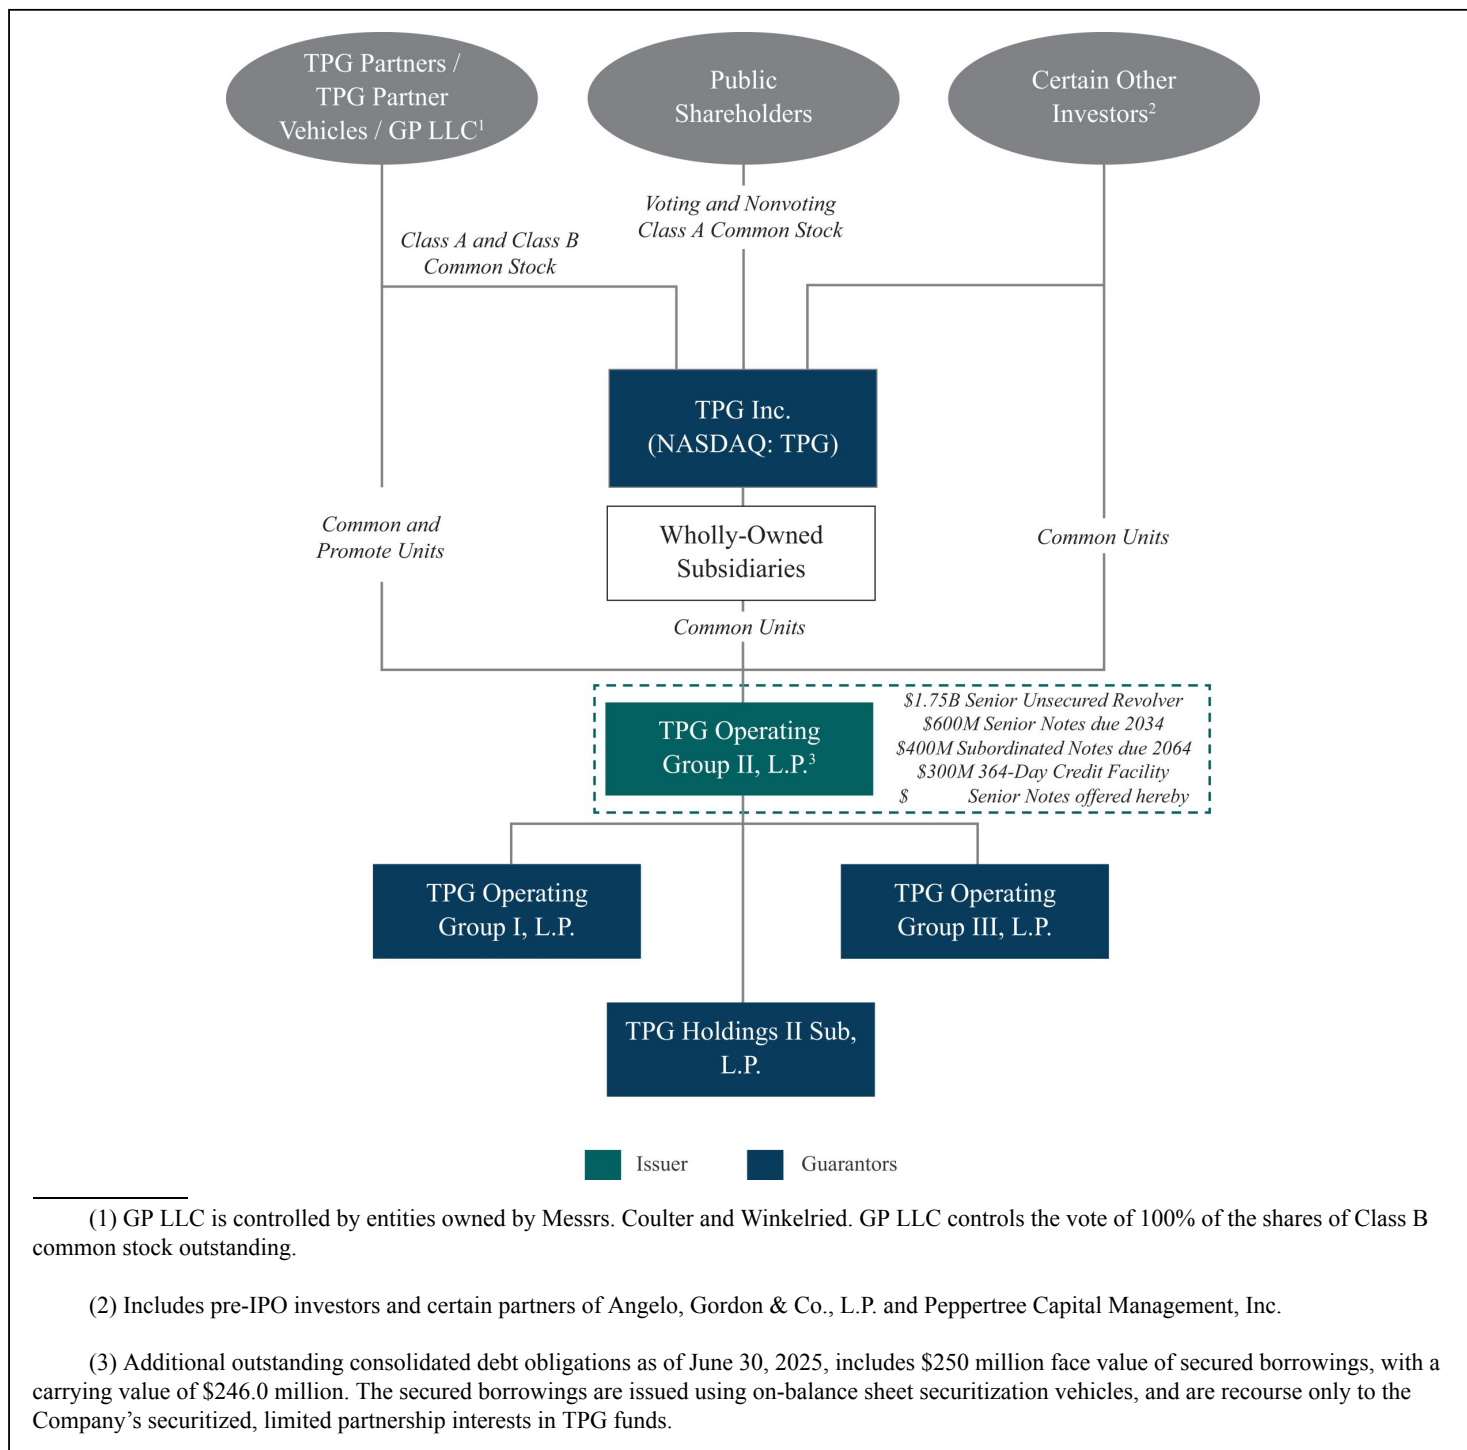 TPG Partners /
TPG Partner
Vehicles / GP LLC1
Public
Shareholders
Certain Other
Investors2
Voting and Nonvoting
Class A Common Stock
Class A and Class B
Common Stock
TPG Inc.
(NASDAQ: TPG)
Common and
Promote Units
Wholly-Owned
Subsidiaries
Common Units
Common Units
TPG Operating
Group II, L.P.3
$1.75B Senior Unsecured Revolver
$600M Senior Notes due 2034
$400M Subordinated Notes due 2064
$300M 364-Day Credit Facility
$ Senior Notes offered hereby
TPG Operating
Group I, L.P.
TPG Operating
Group III, L.P.
TPG Holdings II Sub,
L.P.
Issuer
Guarantors
(1) GP LLC is controlled by entities owned by Messrs. Coulter and Winkelried. GP LLC controls the vote of 100% of the shares of Class B
common stock outstanding.
(2) Includes pre-IPO investors and certain partners of Angelo, Gordon & Co., L.P. and Peppertree Capital Management, Inc.
(3) Additional outstanding consolidated debt obligations as of June 30, 2025, includes $250 million face value of secured borrowings, with a
carrying value of $246.0 million. The secured borrowings are issued using on-balance sheet securitization vehicles, and are recourse only to the
Company’s securitized, limited partnership interests in TPG funds.